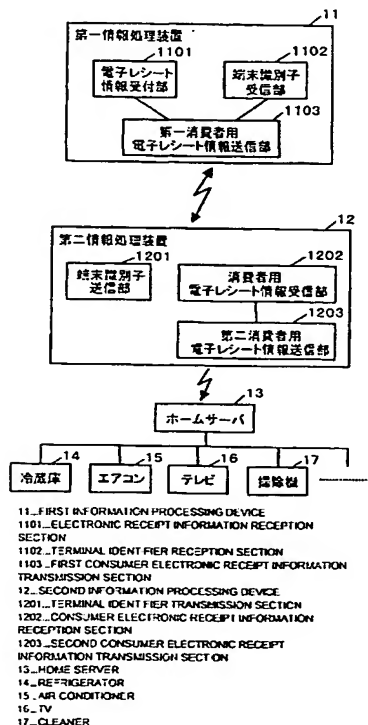 11
第一情報処理装置
1101
1102
電子レシート
情報受付部
端末識別子
受信部
1103
第一消費者用
電子レシート情報送信部
12
第二情報処理装置
1201
1202
端末識別子
送信部
消費者用
電子レシート情報受信部
1203
第二消費者用
電子レシート情報送信部
13
ホームサーバ
14
15
16
17
冷蔵庫
エアコン
テレビ
掃除機
11...FIRST INFORMATION PROCESSING DEVICE
1101...ELECTRONIC RECEIPT INFORMATION RECEPTION
SECTION
1102...TERMINAL IDENTIFIER RECEPTION SECTION
1103...FIRST CONSUMER ELECTRONIC RECEIPT INFORMATION
TRANSMISSION SECTION
12...SECOND INFORMATION PROCESSING DEVICE
1201...TERMINAL IDENTIFIER TRANSMISSION SECTION
1202...CONSUMER ELECTRONIC RECEIPT INFORMATION
RECEPTION SECTION
1203...SECOND CONSUMER ELECTRONIC RECEIPT
INFORMATION TRANSMISSION SECTION
13...HOME SERVER
14...REFRIGERATOR
15...AIR CONDITIONER
16...TV
17...CLEANER